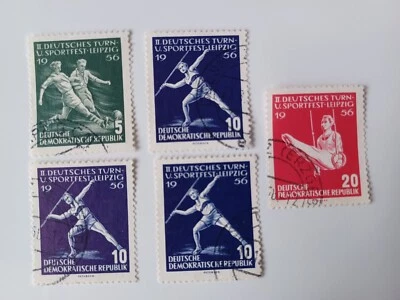 II. DEUTSCHES TURN-
U. SPORTFEST·LEIPZIG
19 56
5
DEUTSCHE
DEMOKRATISCHE REPUBLIK
II. DEUTSCHES TURN-
U. SPORTFEST·LEIPZIG
19 56
10
DEUTSCHE
DEMOKRATISCHE REPUBLIK
II. DEUTSCHES TURN-
U. SPORTFEST·LEIPZIG
19 56
20
DEUTSCHE
DEMOKRATISCHE REPUBLIK
II. DEUTSCHES TURN-
U. SPORTFEST·LEIPZIG
19 56
10
DEUTSCHE
DEMOKRATISCHE REPUBLIK
II. DEUTSCHES TURN-
U. SPORTFEST·LEIPZIG
19 56
10
DEUTSCHE
DEMOKRATISCHE REPUBLIK